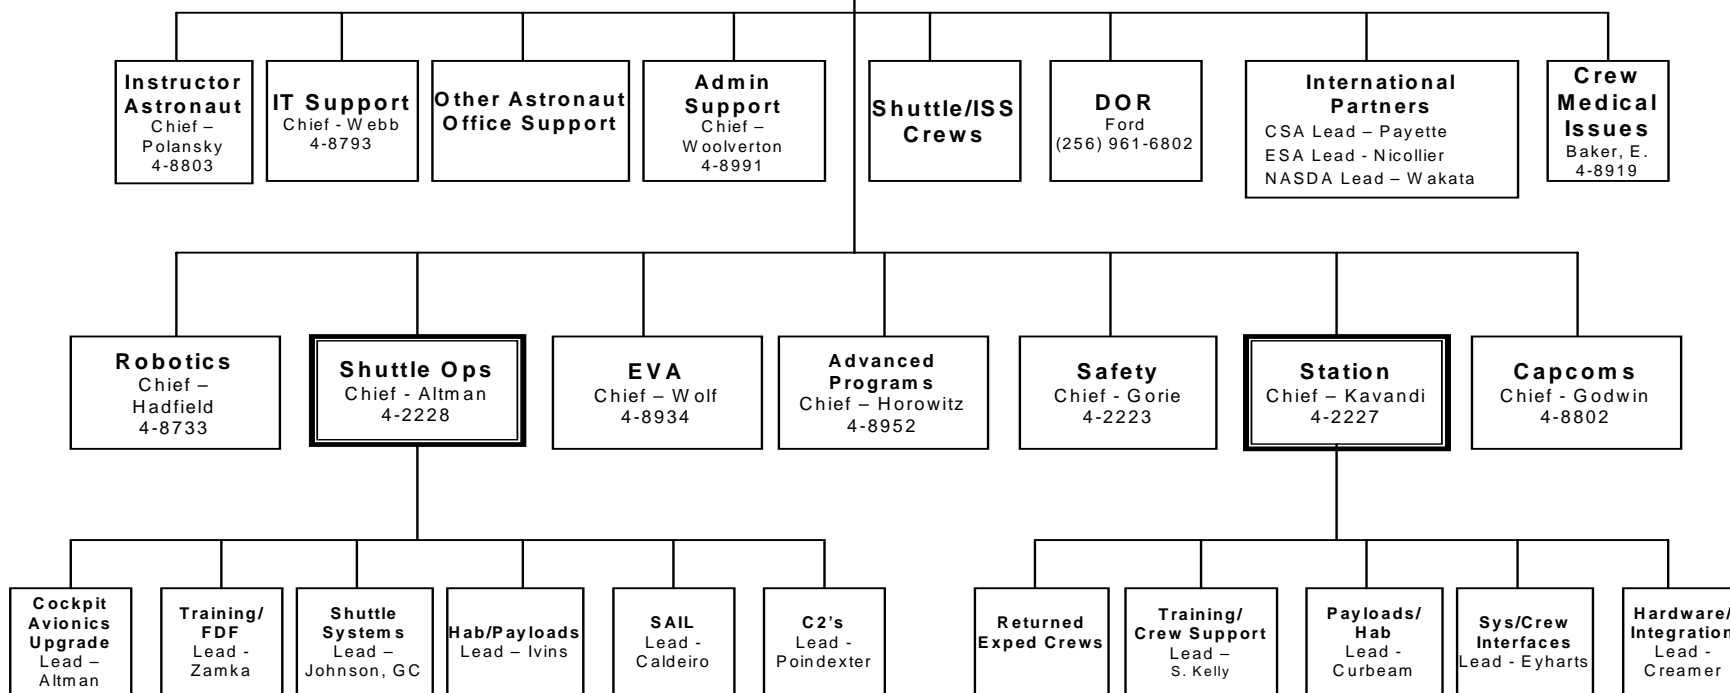 Instructor
Astronaut
Chief –
Polansky
4-8803
IT Support
Chief - Webb
4-8793
Other Astronaut
Office Support
Admin
Support
Chief –
Woolverton
4-8991
Shuttle/ISS
Crews
DOR
Ford
(256) 961-6802
International
Partners
CSA Lead – Payette
ESA Lead - Nicollier
NASDA Lead – Wakata
Crew
Medical
Issues
Baker, E.
4-8919
Robotics
Chief –
Hadfield
4-8733
Shuttle Ops
Chief - Altman
4-2228
EVA
Chief – Wolf
4-8934
Advanced
Programs
Chief – Horowitz
4-8952
Safety
Chief - Gorie
4-2223
Station
Chief – Kavandi
4-2227
Capcoms
Chief - Godwin
4-8802
Cockpit
Avionics
Upgrade
Lead –
Altman
Training/
FDF
Lead -
Zamka
Shuttle
Systems
Lead –
Johnson, GC
Hab/Payloads
Lead – Ivins
SAIL
Lead -
Caldeiro
C2's
Lead -
Poindexter
Returned
Exped Crews
Training/
Crew Support
Lead –
S. Kelly
Payloads/
Hab
Lead -
Curbeam
Sys/Crew
Interfaces
Lead - Eyharts
Hardware/
Integration
Lead -
Creamer